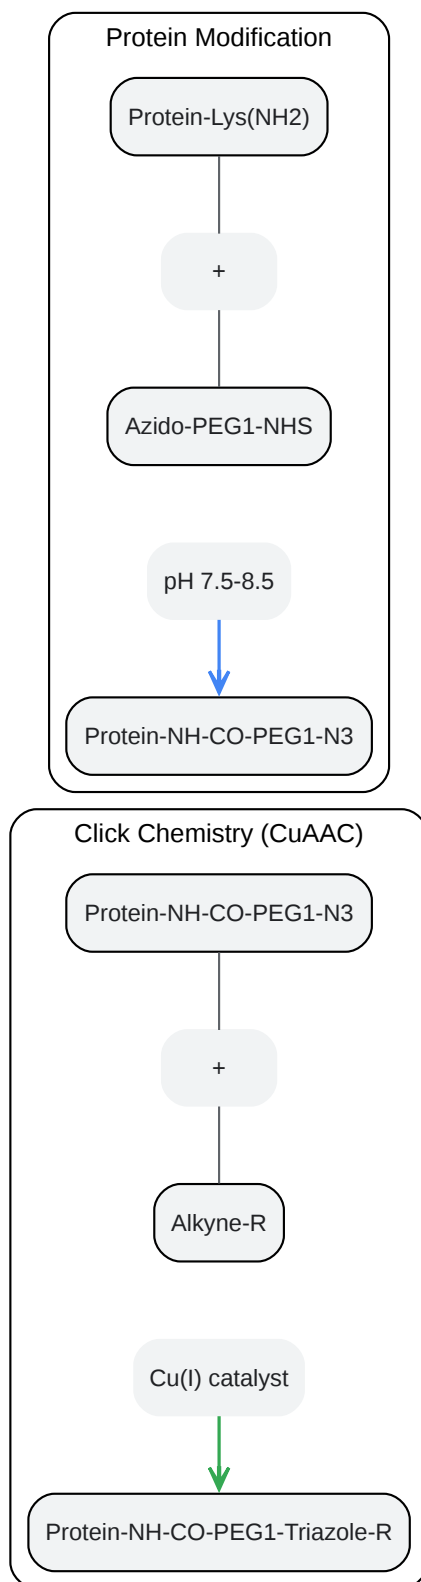 Protein Modification
Protein-Lys(NH2)
+
Azido-PEG1-NHS
pH 7.5-8.5
Protein-NH-CO-PEG1-N3
Click Chemistry (CuAAC)
Protein-NH-CO-PEG1-N3
+
Alkyne-R
Cu(I) catalyst
Protein-NH-CO-PEG1-Triazole-R